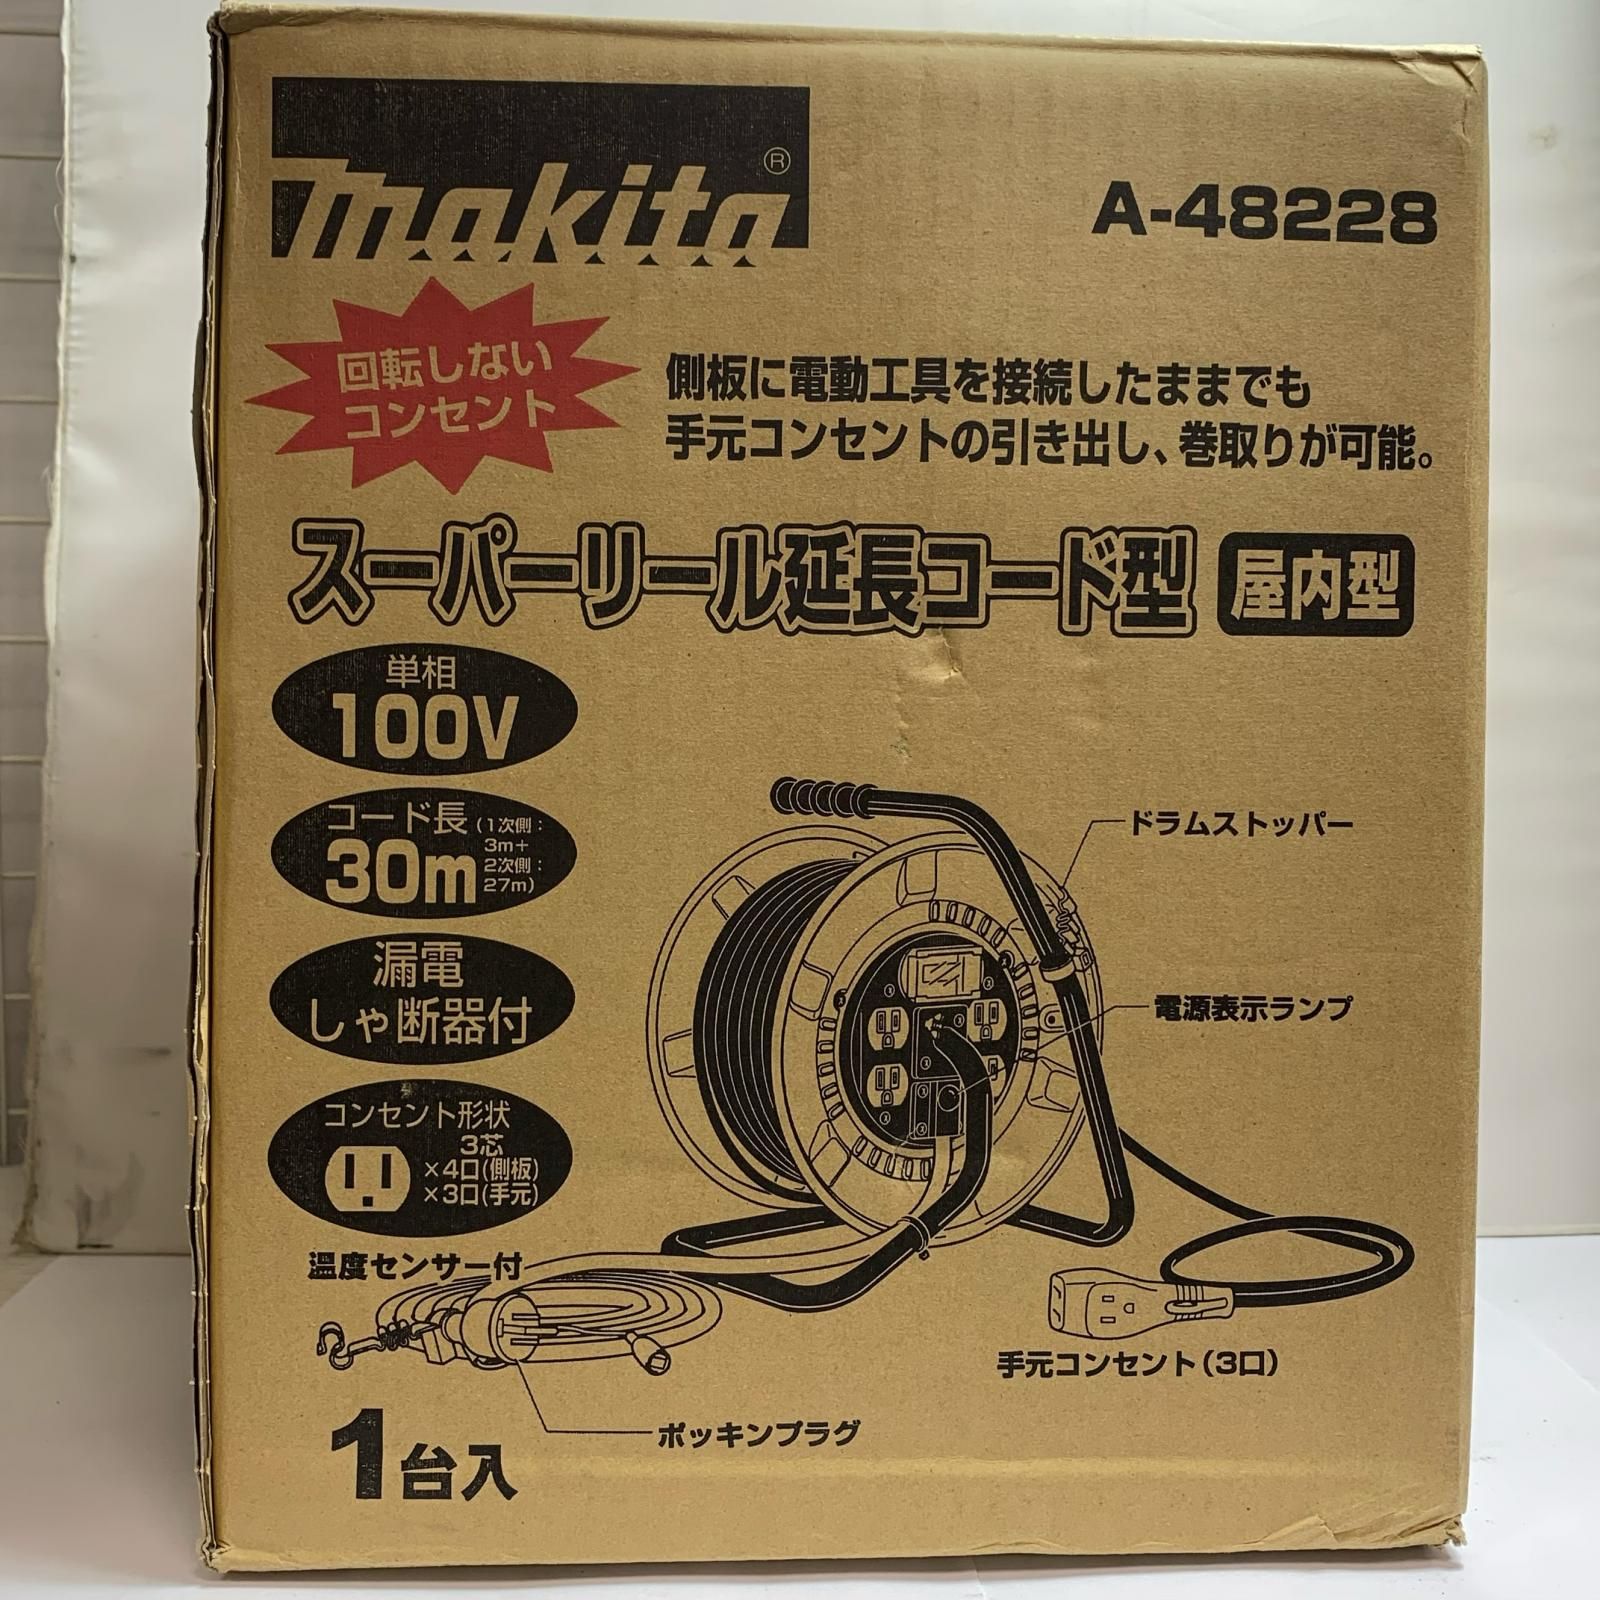 makita®
A-48228
回転しない
コンセント
側板に電動工具を接続したままでも
手元コンセントの引き出し、巻取りが可能。
スーパーリール延長コード型 屋内型
単相
100V
コード長 (1次側：
3m+
30m 2次側：
27m)
漏電
しゃ断器付
コンセント形状
3芯
×4口(側板)
×3口(手元)
ドラムストッパー
電源表示ランプ
温度センサー付
手元コンセント(3口)
ポッキンプラグ
1台入